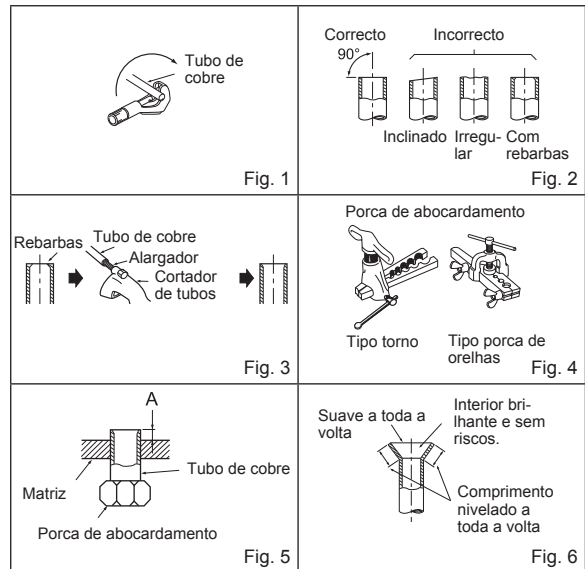 Tubo de
cobre
Fig. 1
Correcto
Incorrecto
90°
Inclinado
Irregu-
lar
Com
rebarbas
Fig. 2
Rebarbas
Tubo de cobre
Alargador
Cortador
de tubos
Fig. 3
Porca de abocardamento
Tipo torno
Tipo porca de
orelhas
Fig. 4
A
Tubo de cobre
Matriz
Porca de abocardamento
Fig. 5
Suave a toda a
volta
Interior bri-
lhante e sem
riscos.
Comprimento
nivelado a
toda a volta
Fig. 6